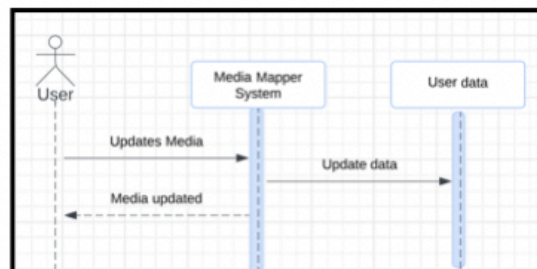 User
Media Mapper
System
User data
Updates Media
Update data
Media updated